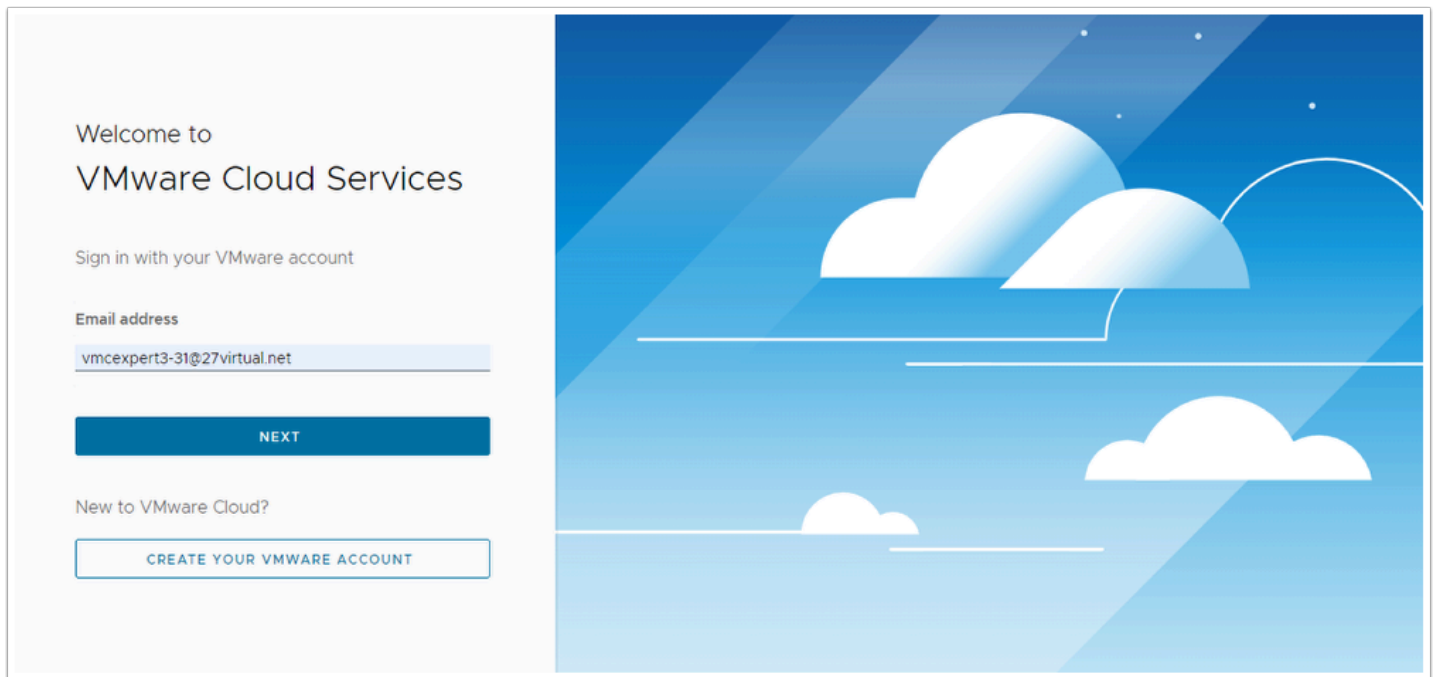 Welcome to
VMware Cloud Services
Sign in with your VMware account
Email address
vmcexpert3-31@27virtual.net
NEXT
New to VMware Cloud?
CREATE YOUR VMWARE ACCOUNT